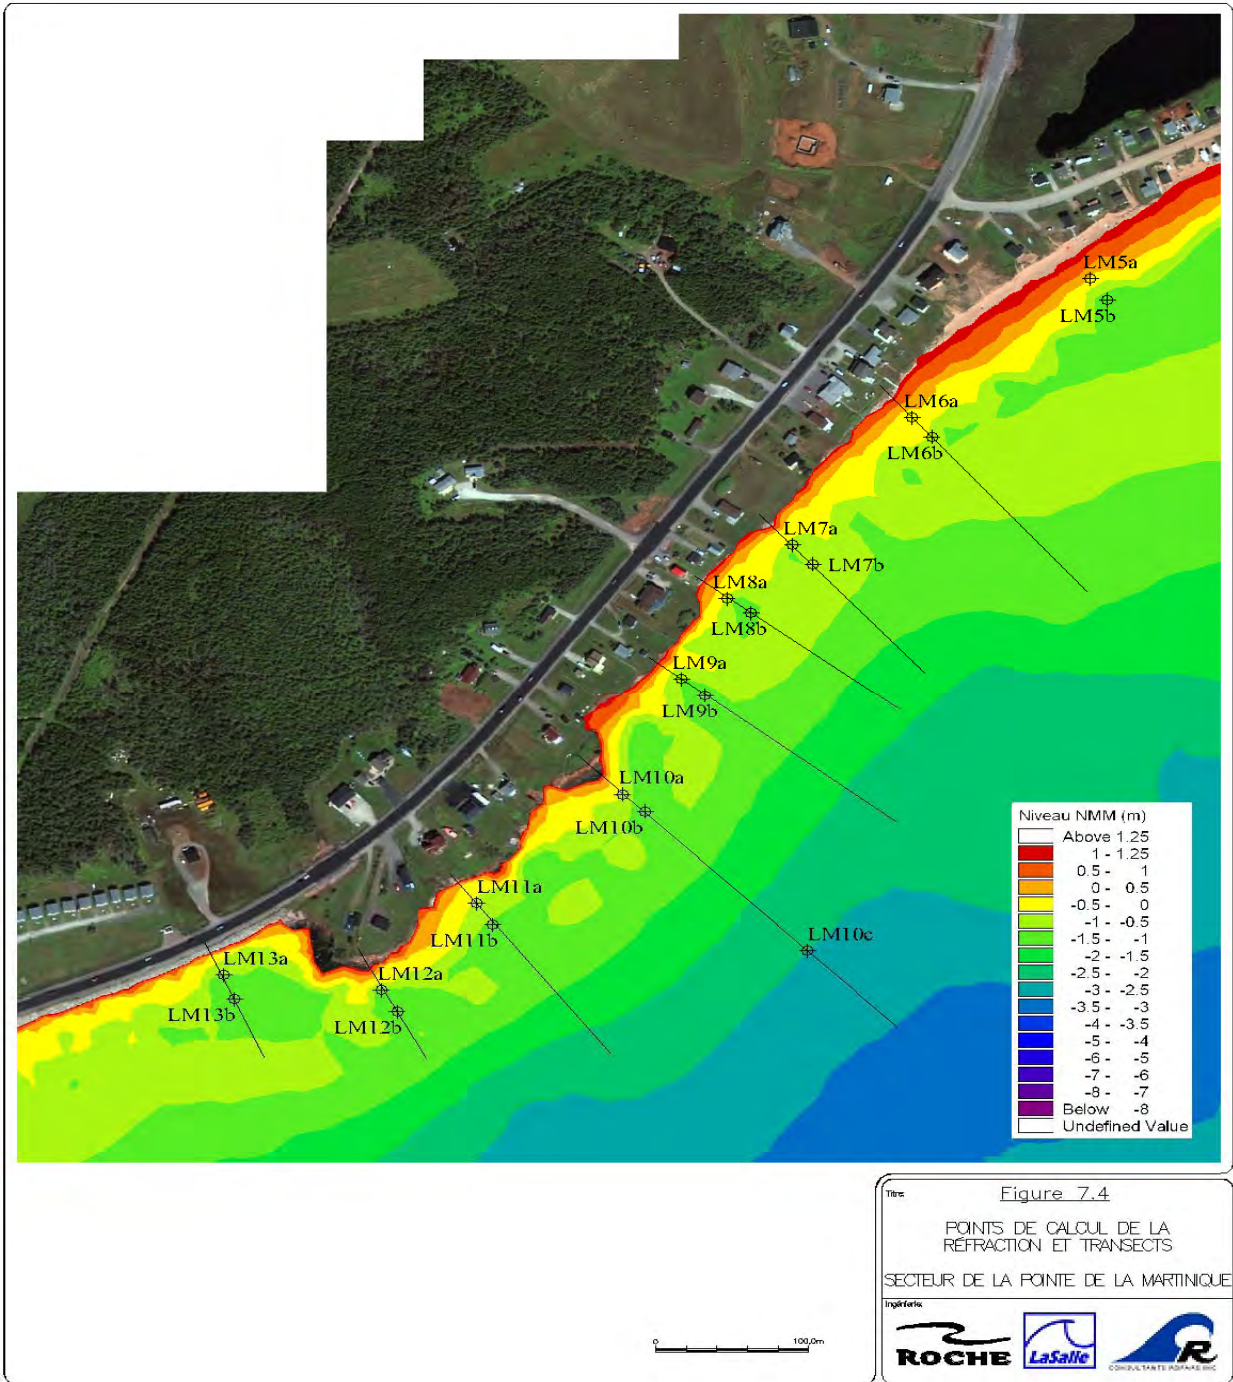 LM5a
LM5b
LM6a
LM6b
LM7a
LM7b
LM8a
LM8b
LM9a
LM9b
LM10a
LM10b
LM10c
LM11a
LM11b
LM12a
LM12b
LM13a
LM13b
Niveau NMM (m)
Above 1.25
1 - 1.25
0.5 - 1
0 - 0.5
-0.5 - 0
-1 - -0.5
-1.5 - -1
-2 - -1.5
-2.5 - -2
-3 - -2.5
-3.5 - -3
-4 - -3.5
-5 - -4
-6 - -5
-7 - -6
-8 - -7
Below -8
Undefined Value
0 100,0m
Titre:
Figure 7.4
POINTS DE CALCUL DE LA
RÉFRACTION ET TRANSECTS
SECTEUR DE LA POINTE DE LA MARTINIQUE
Ingénierie:
ROCHE
LaSalle
R